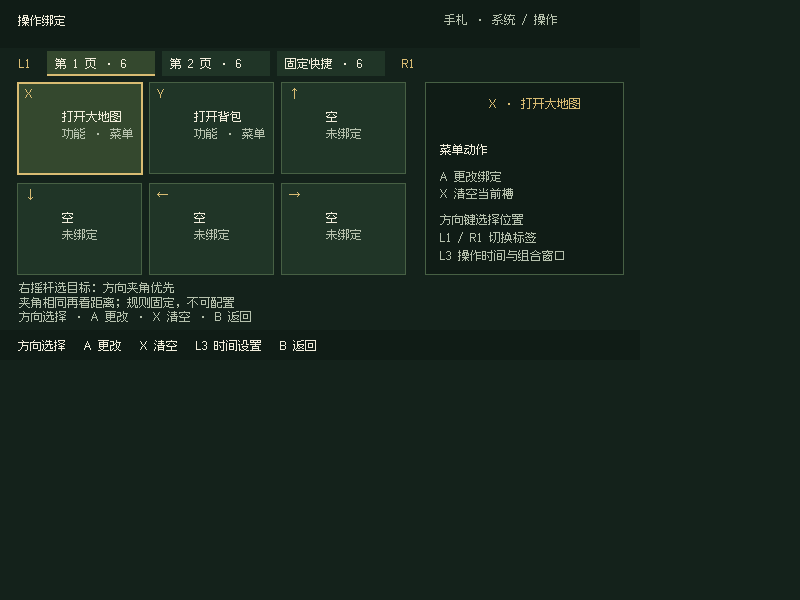 操作绑定
手札 · 系统 / 操作
L1 第 1 页 · 6 第 2 页 · 6 固定快捷 · 6 R1
X
打开大地图
功能 · 菜单
Y
打开背包
功能 · 菜单
↑
空
未绑定
↓
空
未绑定
←
空
未绑定
→
空
未绑定
X · 打开大地图
菜单动作
A 更改绑定
X 清空当前槽
方向键选择位置
L1 / R1 切换标签
L3 操作时间与组合窗口
右摇杆选目标: 方向夹角优先
夹角相同再看距离; 规则固定, 不可配置
方向选择 · A 更改 · X 清空 · B 返回
方向选择 A 更改 X 清空 L3 时间设置 B 返回